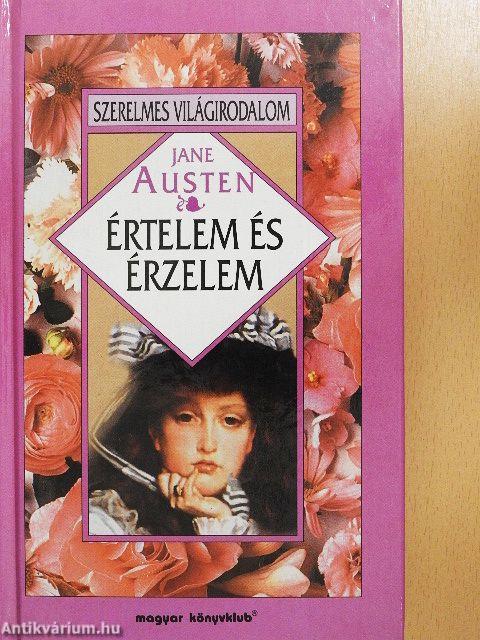 SZERELMES VILÁGIRODALOM
JANE
AUSTEN
ÉRTELEM ÉS
ÉRZELEM
magyar könyvklub®
Antikvárium.hu